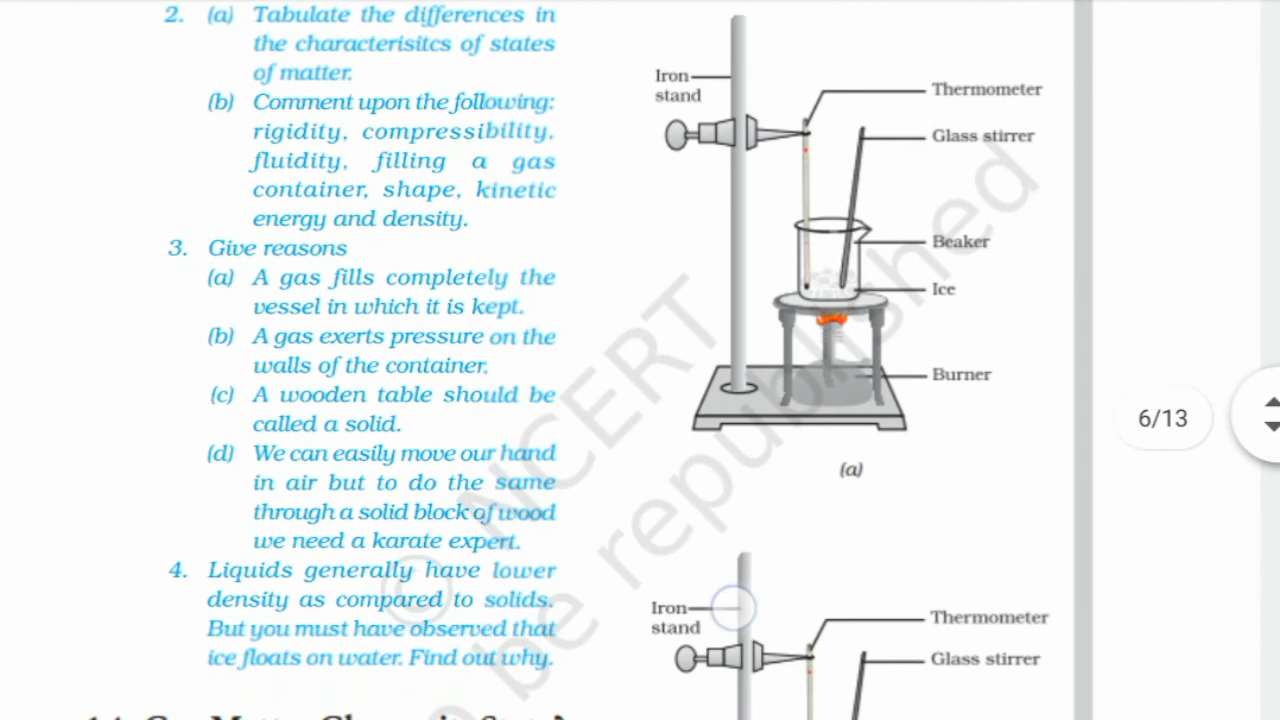 2. (a) Tabulate the differences in
the characterisitcs of states
of matter.
(b) Comment upon the following:
rigidity, compressibility,
fluidity, filling a gas
container, shape, kinetic
energy and density.
3. Give reasons
(a) A gas fills completely the
vessel in which it is kept.
(b) A gas exerts pressure on the
walls of the container.
(c) A wooden table should be
called a solid.
(d) We can easily move our hand
in air but to do the same
through a solid block of wood
we need a karate expert.
4. Liquids generally have lower
density as compared to solids.
But you must have observed that
ice floats on water. Find out why.
Iron
stand
Thermometer
Glass stirrer
Beaker
Ice
Burner
(a)
Iron
stand
Thermometer
Glass stirrer
6/13
© NCERT
be republished